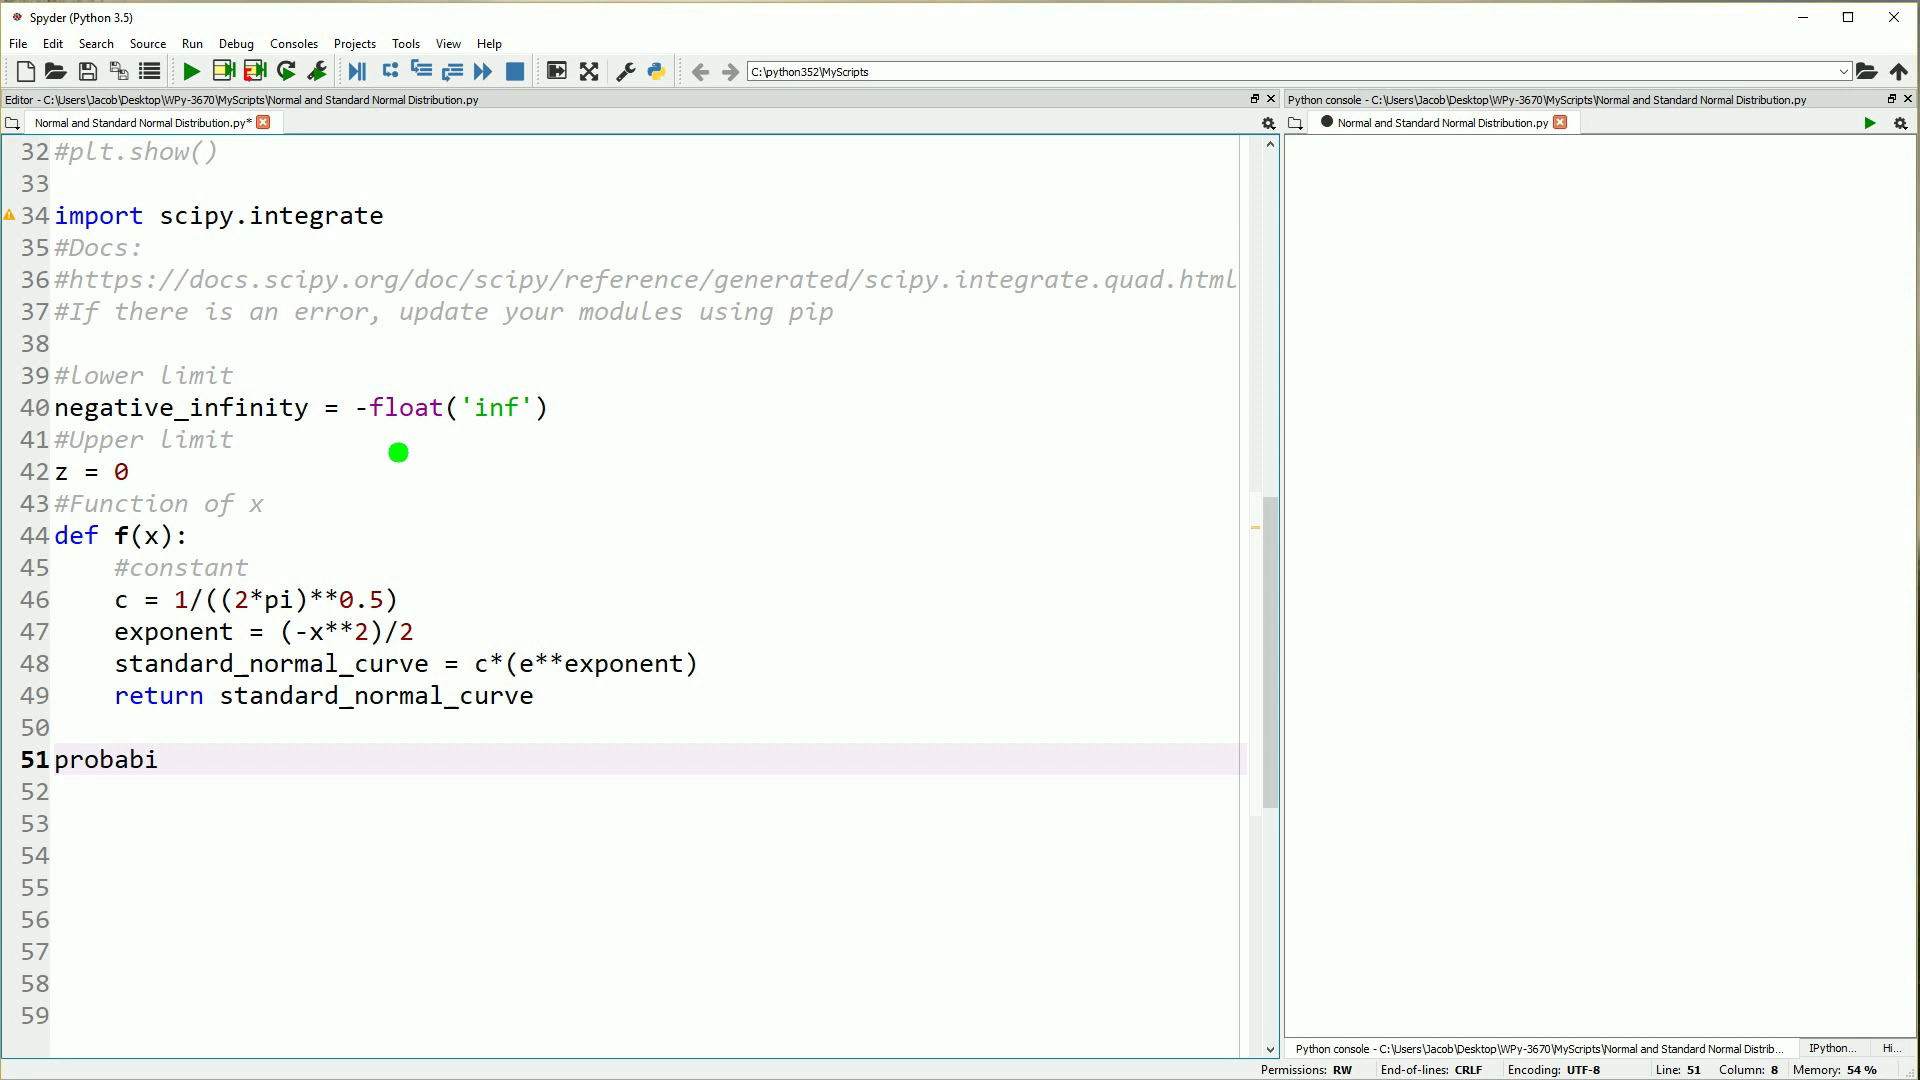 Spyder (Python 3.5)
File Edit Search Source Run Debug Consoles Projects Tools View Help
C:\python352\MyScripts
Editor - C:\Users\Jacob\Desktop\WPy-3670\MyScripts\Normal and Standard Normal Distribution.py
Python console - C:\Users\Jacob\Desktop\WPy-3670\MyScripts\Normal and Standard Normal Distribution.py
Normal and Standard Normal Distribution.py*
Normal and Standard Normal Distribution.py
32 #plt.show()
33
34 import scipy.integrate
35 #Docs:
36 #https://docs.scipy.org/doc/scipy/reference/generated/scipy.integrate.quad.html
37 #If there is an error, update your modules using pip
38
39 #lower limit
40 negative_infinity = -float('inf')
41 #Upper limit
42 z = 0
43 #Function of x
44 def f(x):
45     #constant
46     c = 1/((2*pi)**0.5)
47     exponent = (-x**2)/2
48     standard_normal_curve = c*(e**exponent)
49     return standard_normal_curve
50
51 probabi
52
53
54
55
56
57
58
59
Python console - C:\Users\Jacob\Desktop\WPy-3670\MyScripts\Normal and Standard Normal Distrib... IPython... Hi...
Permissions: RW End-of-lines: CRLF Encoding: UTF-8 Line: 51 Column: 8 Memory: 54 %